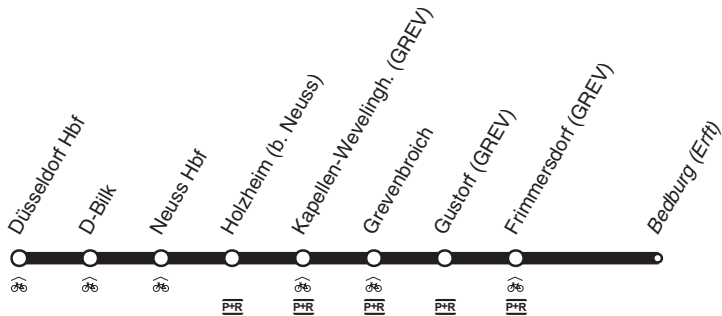 Düsseldorf Hbf
D-Bilk
Neuss Hbf
Holzheim (b. Neuss)
Kapellen-Wevelingh. (GREV)
Grevenbroich
Gustorf (GREV)
Frimmersdorf (GREV)
Bedburg (Erft)
P+R
P+R
P+R
P+R
P+R